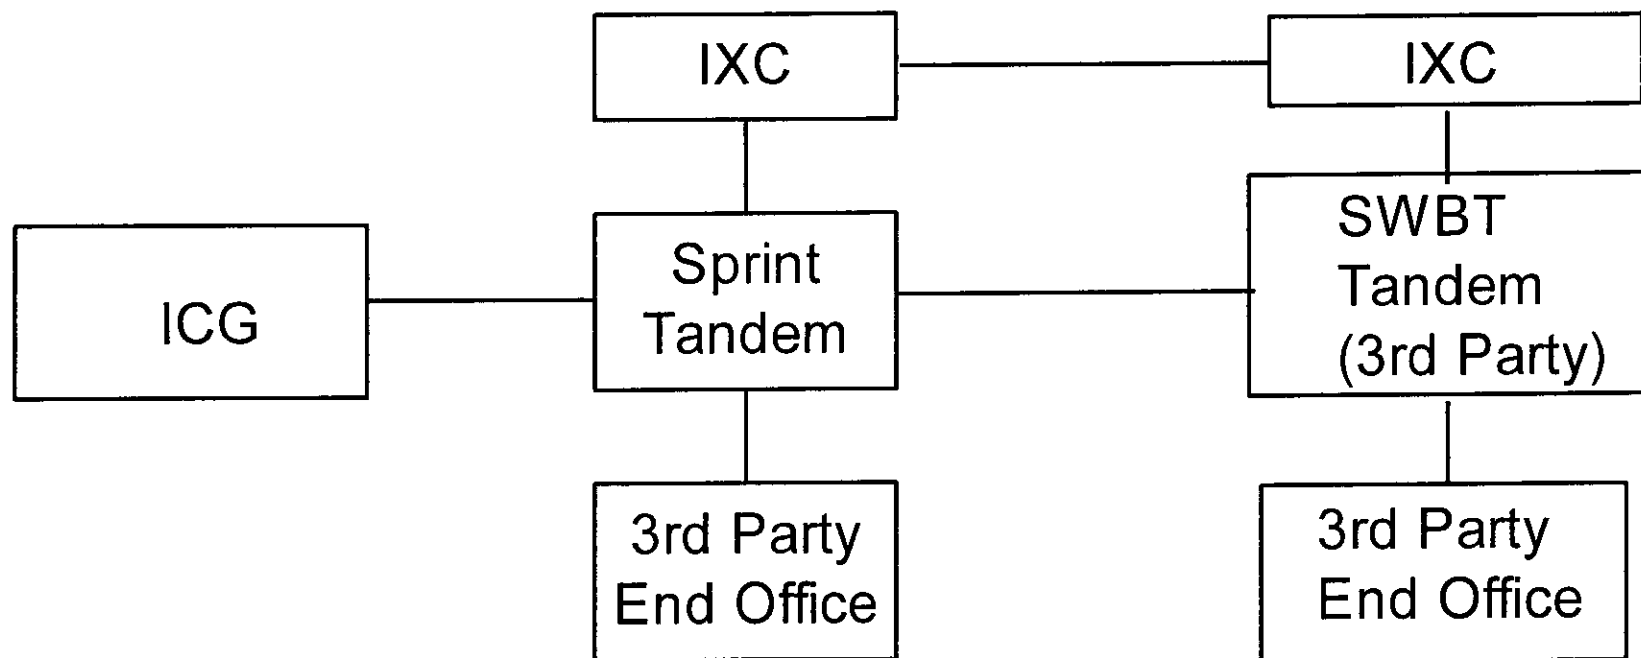 IXC
IXC
ICG
Sprint
Tandem
SWBT
Tandem
(3rd Party)
3rd Party
End Office
3rd Party
End Office